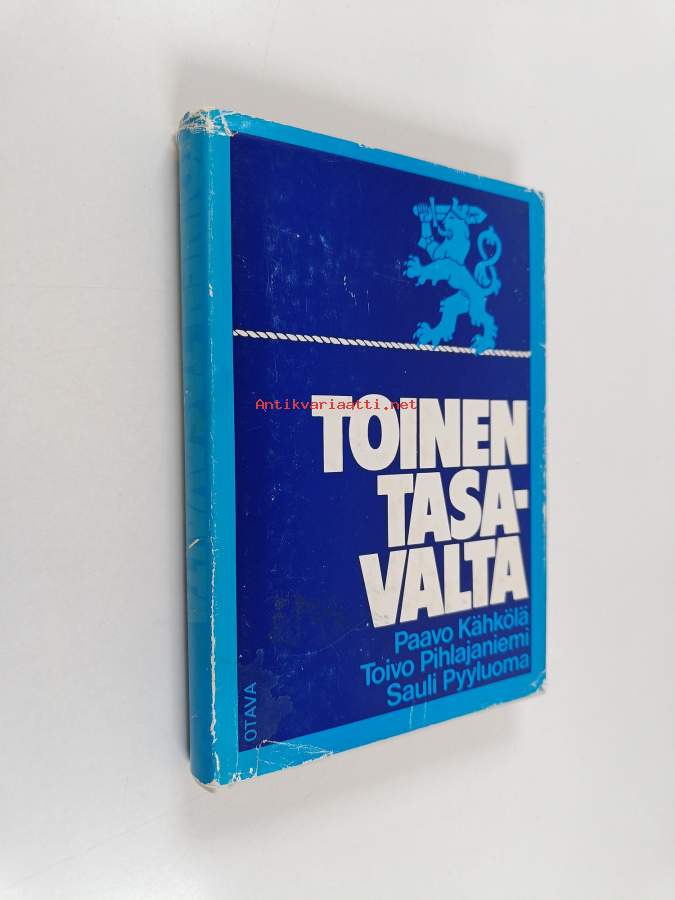 Antikvariaatti.net
TOINEN
TASA-
VALTA
Paavo Kähkölä
Toivo Pihlajaniemi
Sauli Pyyluoma
OTAVA